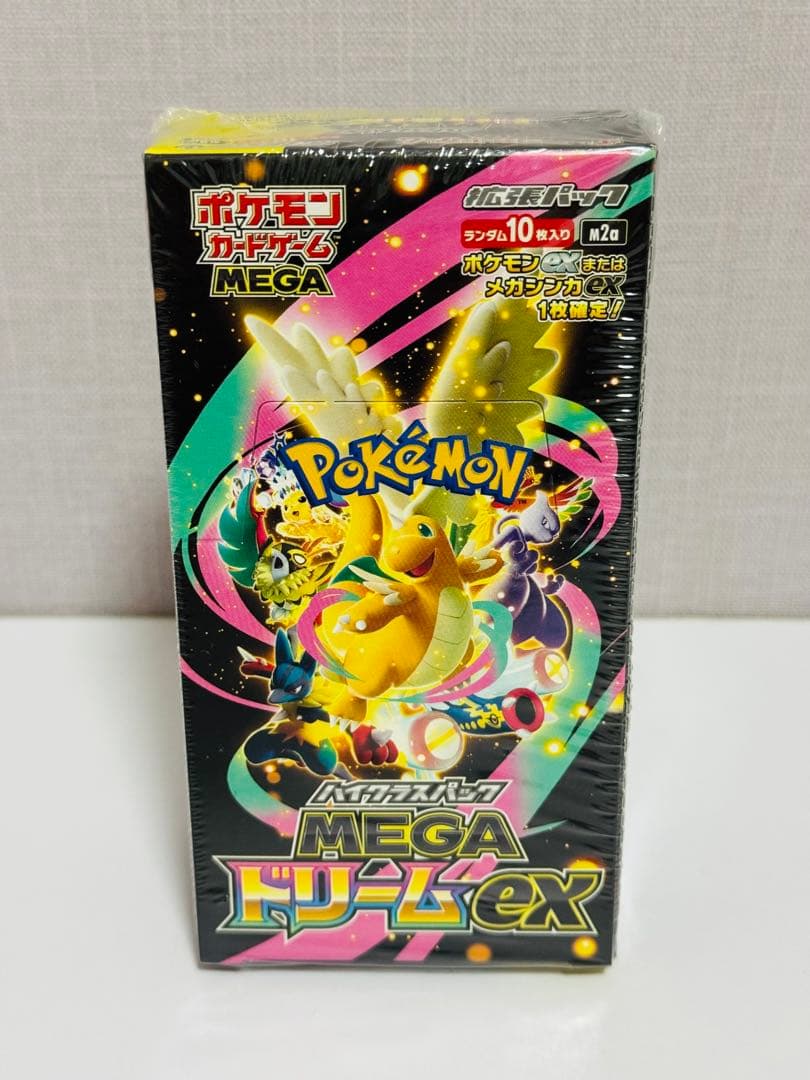 ポケモン
カードゲーム
MEGA
拡張パック
ランダム10枚入り M2a
ポケモンexまたは
メガシンカex
1枚確定!
POKéMON
ハイクラスパック
MEGA
ドリームex